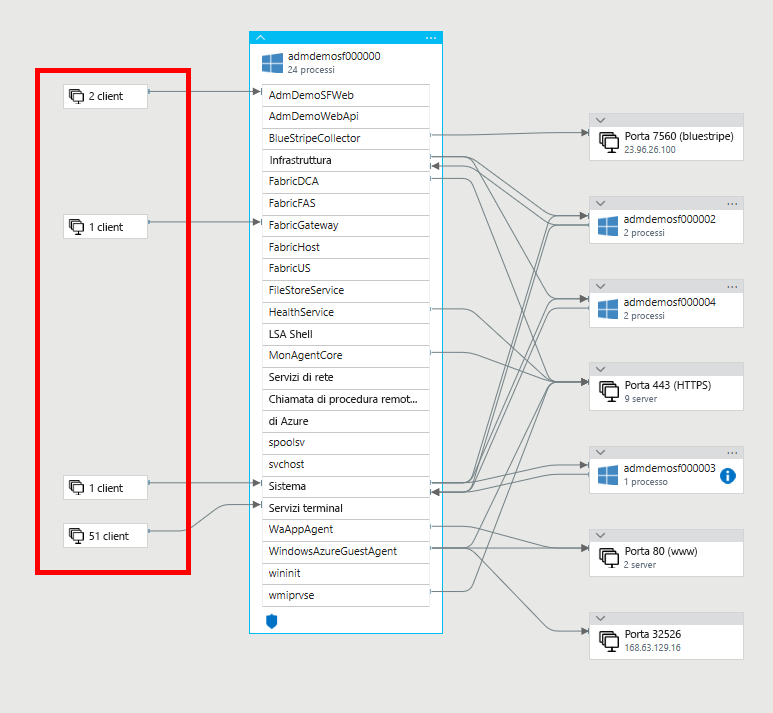 2 client
1 client
1 client
51 client
admdemosf000000
24 processi
AdmDemoSFWeb
AdmDemoWebApi
BlueStripeCollector
Infrastruttura
FabricDCA
FabricFAS
FabricGateway
FabricHost
FabricUS
FileStoreService
HealthService
LSA Shell
MonAgentCore
Servizi di rete
Chiamata di procedura remot...
di Azure
spoolsv
svchost
Sistema
Servizi terminal
WaAppAgent
WindowsAzureGuestAgent
wininit
wmiprvse
Porta 7560 (bluestripe)
23.96.26.100
admdemosf000002
2 processi
admdemosf000004
2 processi
Porta 443 (HTTPS)
9 server
admdemosf000003
1 processo
Porta 80 (www)
2 server
Porta 32526
168.63.129.16